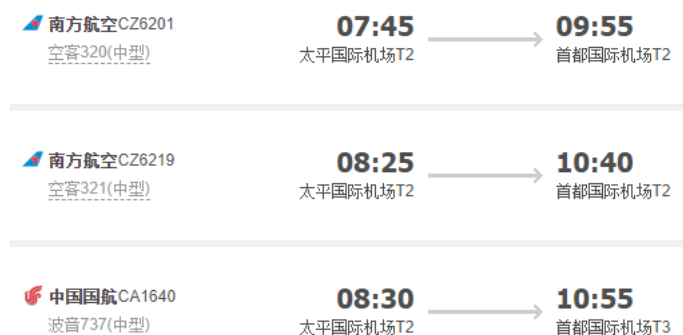 南方航空CZ6201 07:45 09:55
空客320(中型) 太平国际机场T2 首都国际机场T2
南方航空CZ6219 08:25 10:40
空客321(中型) 太平国际机场T2 首都国际机场T2
中国国航CA1640 08:30 10:55
波音737(中型) 太平国际机场T2 首都国际机场T3